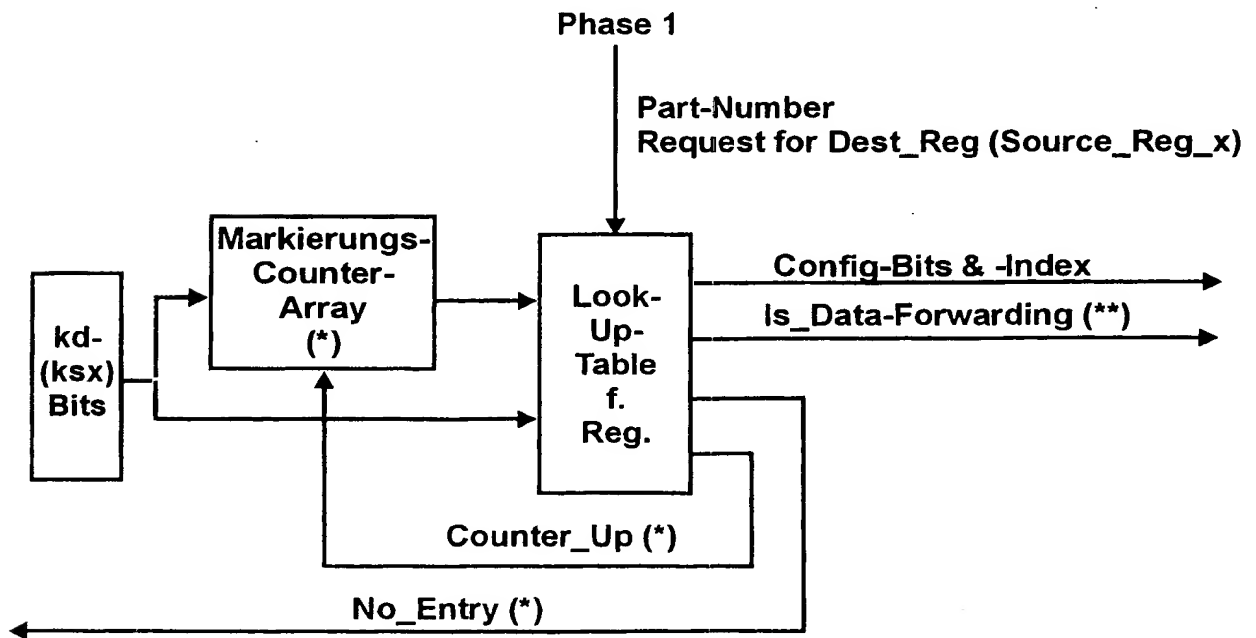 Phase 1
Part-Number
Request for Dest_Reg (Source_Reg_x)
Markierungs-
Counter-
Array
(*)
kd-
(ksx)
Bits
Look-
Up-
Table
f.
Reg.
Config-Bits & -Index
Is_Data-Forwarding (**)
Counter_Up (*)
No_Entry (*)